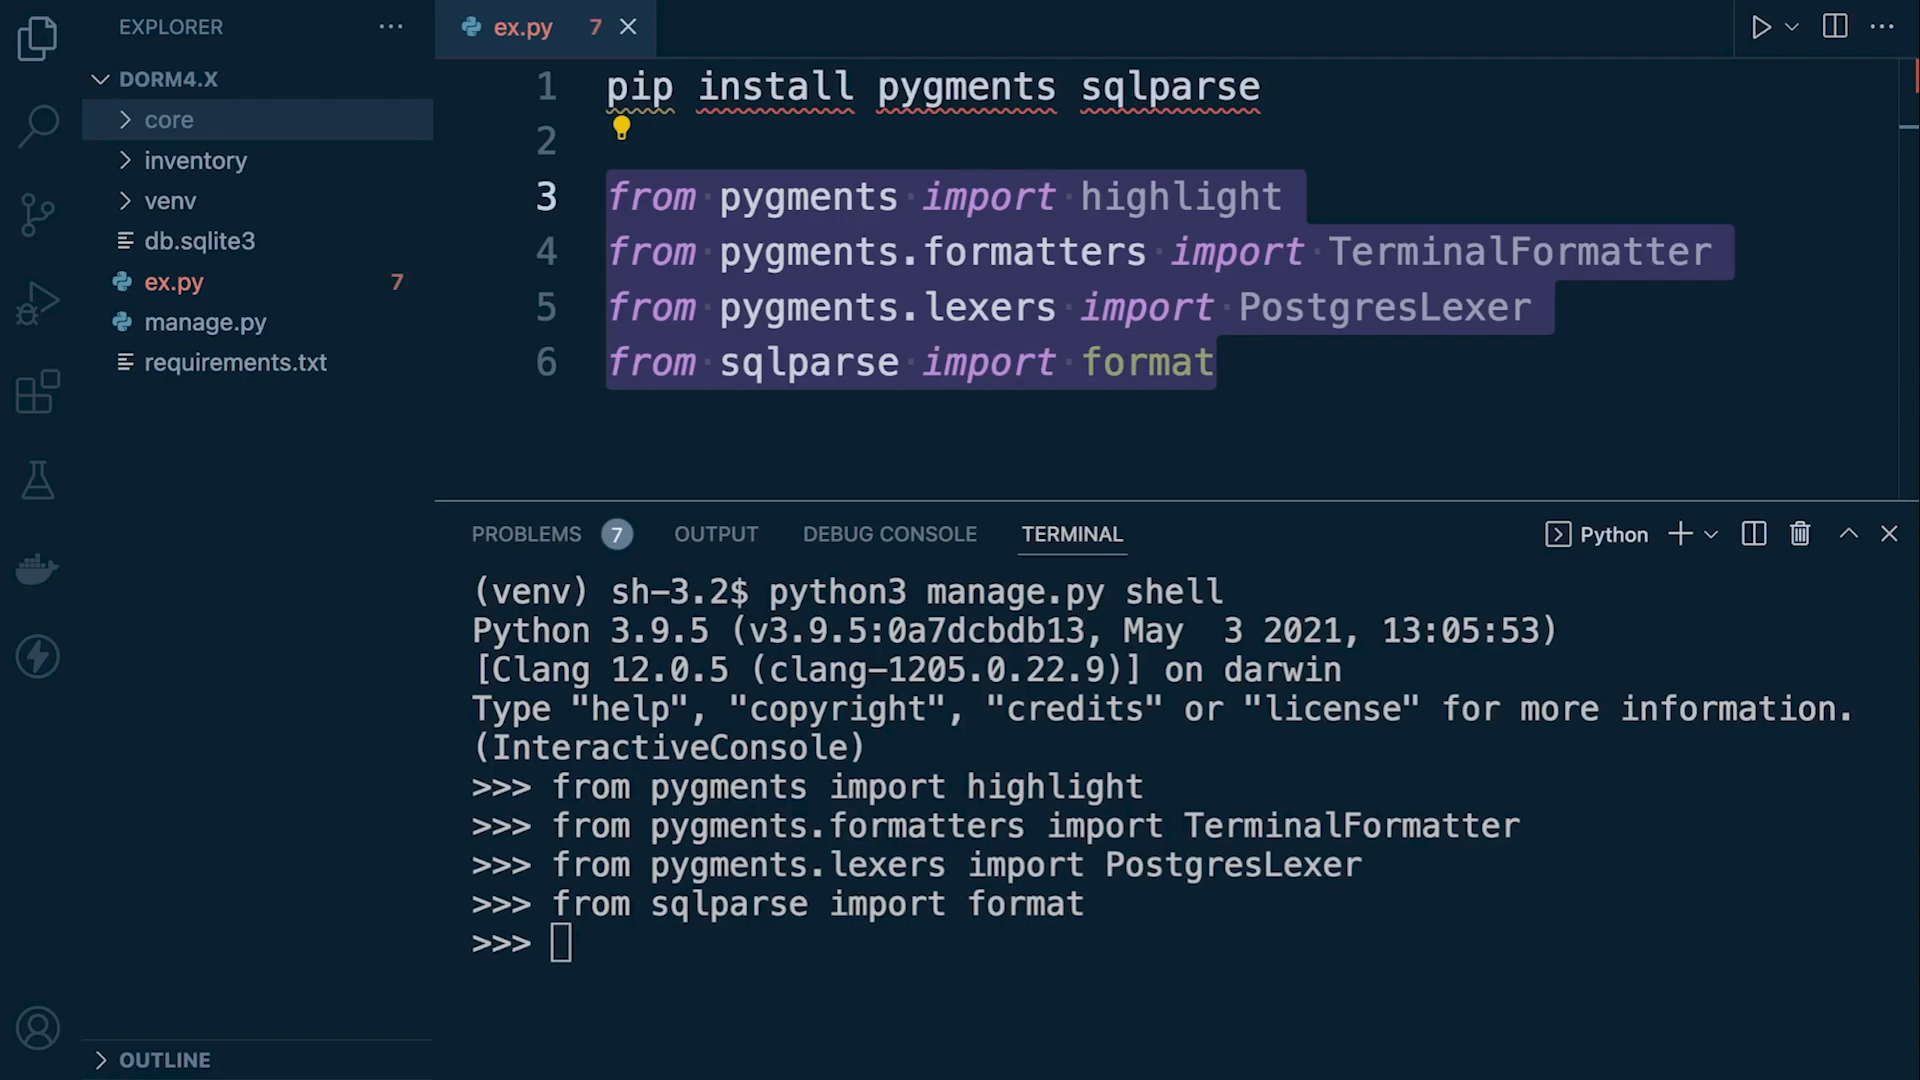 EXPLORER
DORM4.X
core
inventory
venv
db.sqlite3
ex.py 7
manage.py
requirements.txt
OUTLINE
ex.py 7
1 pip install pygments sqlparse
2
3 from pygments import highlight
4 from pygments.formatters import TerminalFormatter
5 from pygments.lexers import PostgresLexer
6 from sqlparse import format
PROBLEMS 7 OUTPUT DEBUG CONSOLE TERMINAL Python
(venv) sh-3.2$ python3 manage.py shell
Python 3.9.5 (v3.9.5:0a7dcbdb13, May  3 2021, 13:05:53)
[Clang 12.0.5 (clang-1205.0.22.9)] on darwin
Type "help", "copyright", "credits" or "license" for more information.
(InteractiveConsole)
>>> from pygments import highlight
>>> from pygments.formatters import TerminalFormatter
>>> from pygments.lexers import PostgresLexer
>>> from sqlparse import format
>>>